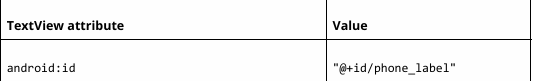 TextView attribute Value
android:id "@+id/phone_label"